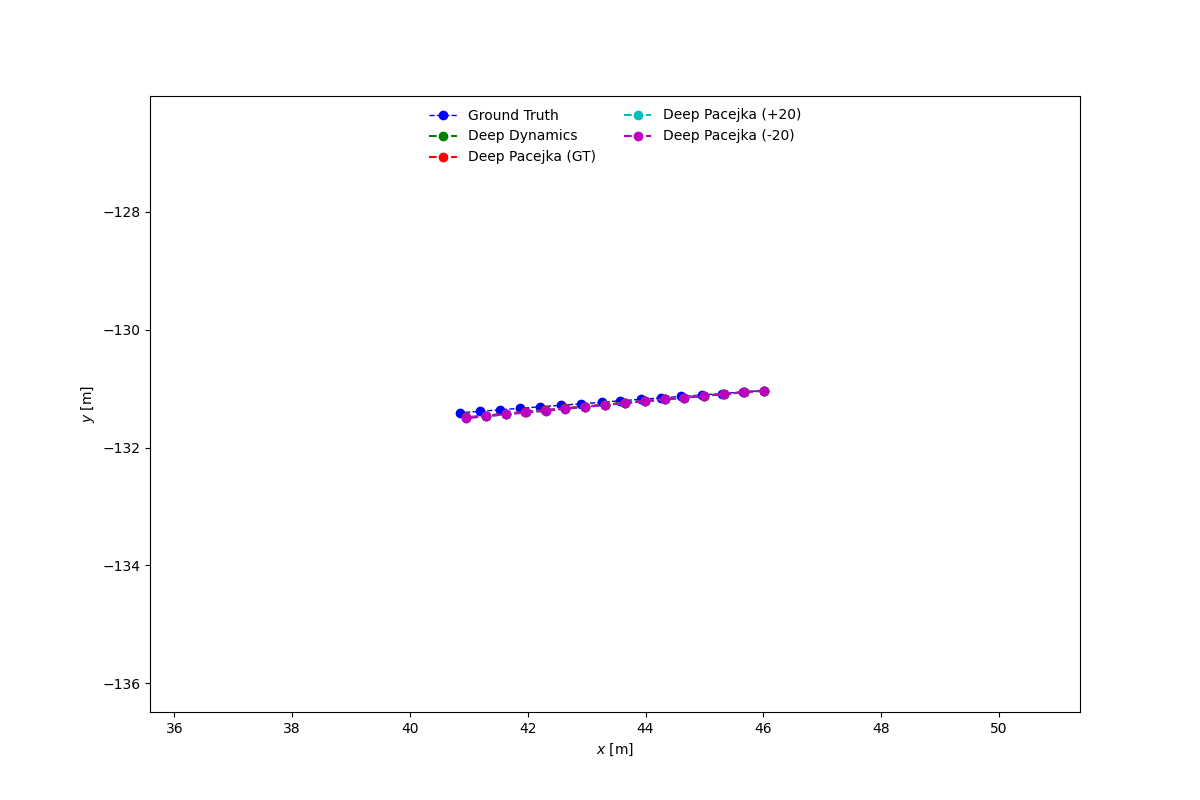 Ground Truth
Deep Dynamics
Deep Pacejka (GT)
Deep Pacejka (+20)
Deep Pacejka (-20)
−128
−130
−132
−134
−136
y [m]
36 38 40 42 44 46 48 50
x [m]